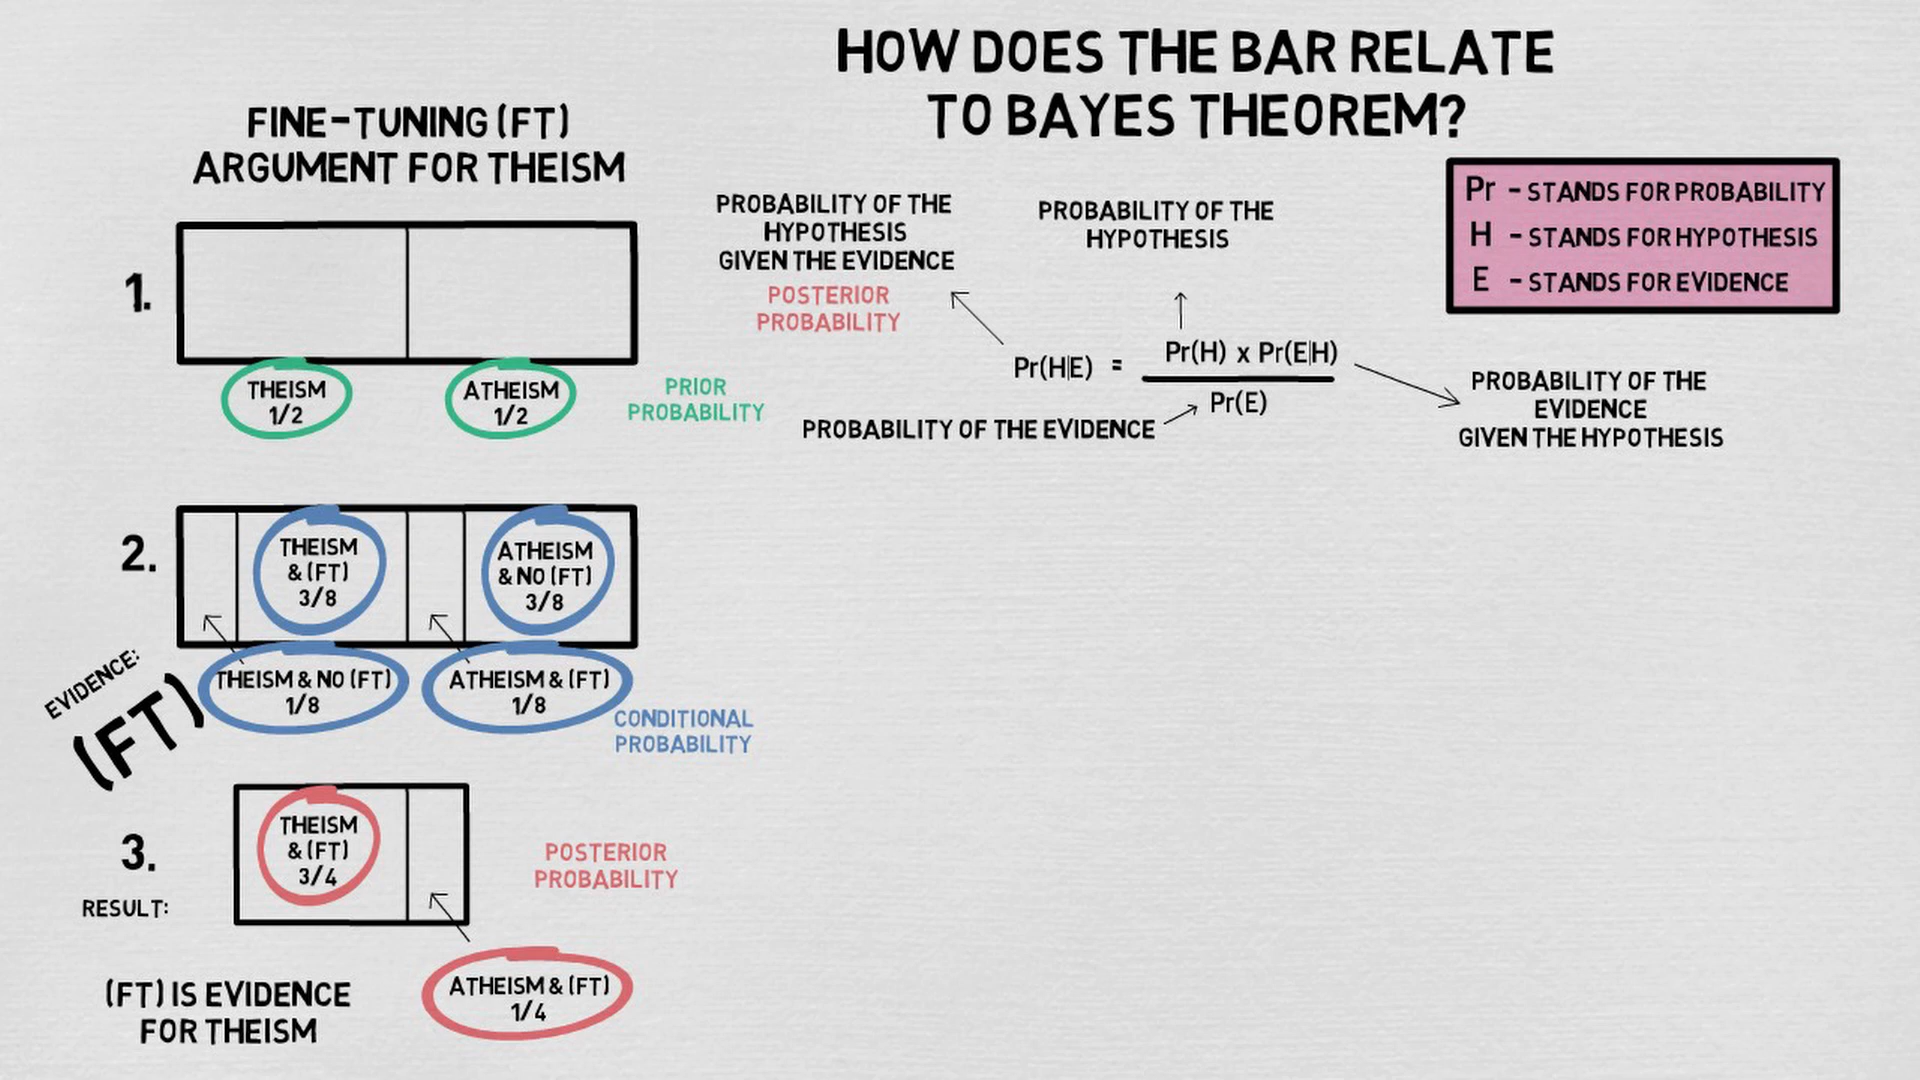 HOW DOES THE BAR RELATE
TO BAYES THEOREM?
FINE-TUNING (FT)
ARGUMENT FOR THEISM
1.
THEISM
1/2
ATHEISM
1/2
PRIOR
PROBABILITY
2.
THEISM
& (FT)
3/8
ATHEISM
& NO (FT)
3/8
EVIDENCE:
(FT)
THEISM & NO (FT)
1/8
ATHEISM & (FT)
1/8
CONDITIONAL
PROBABILITY
3.
RESULT:
THEISM
& (FT)
3/4
POSTERIOR
PROBABILITY
ATHEISM & (FT)
1/4
(FT) IS EVIDENCE
FOR THEISM
PROBABILITY OF THE
HYPOTHESIS
GIVEN THE EVIDENCE
POSTERIOR
PROBABILITY
PROBABILITY OF THE
HYPOTHESIS
Pr(H|E) = Pr(H) x Pr(E|H)
Pr(E)
PROBABILITY OF THE EVIDENCE
PROBABILITY OF THE
EVIDENCE
GIVEN THE HYPOTHESIS
Pr - STANDS FOR PROBABILITY
H - STANDS FOR HYPOTHESIS
E - STANDS FOR EVIDENCE